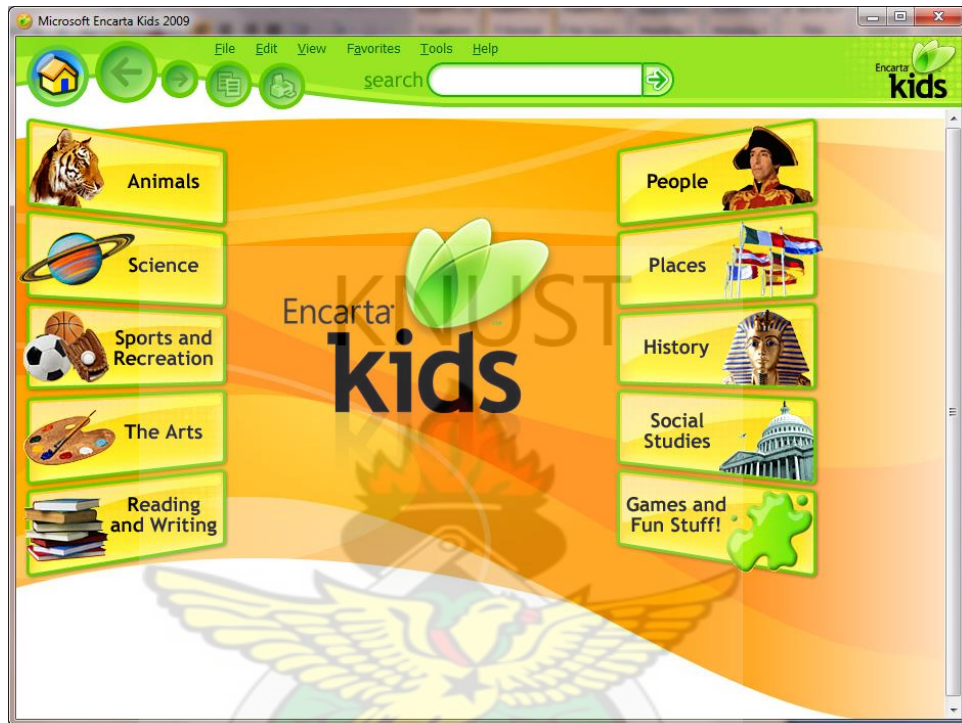 Microsoft Encarta Kids 2009
File Edit View Favorites Tools Help
search
Encarta
kids
Animals
Science
Sports and
Recreation
The Arts
Reading
and Writing
KNUST
Encarta
kids
People
Places
History
Social
Studies
Games and
Fun Stuff!